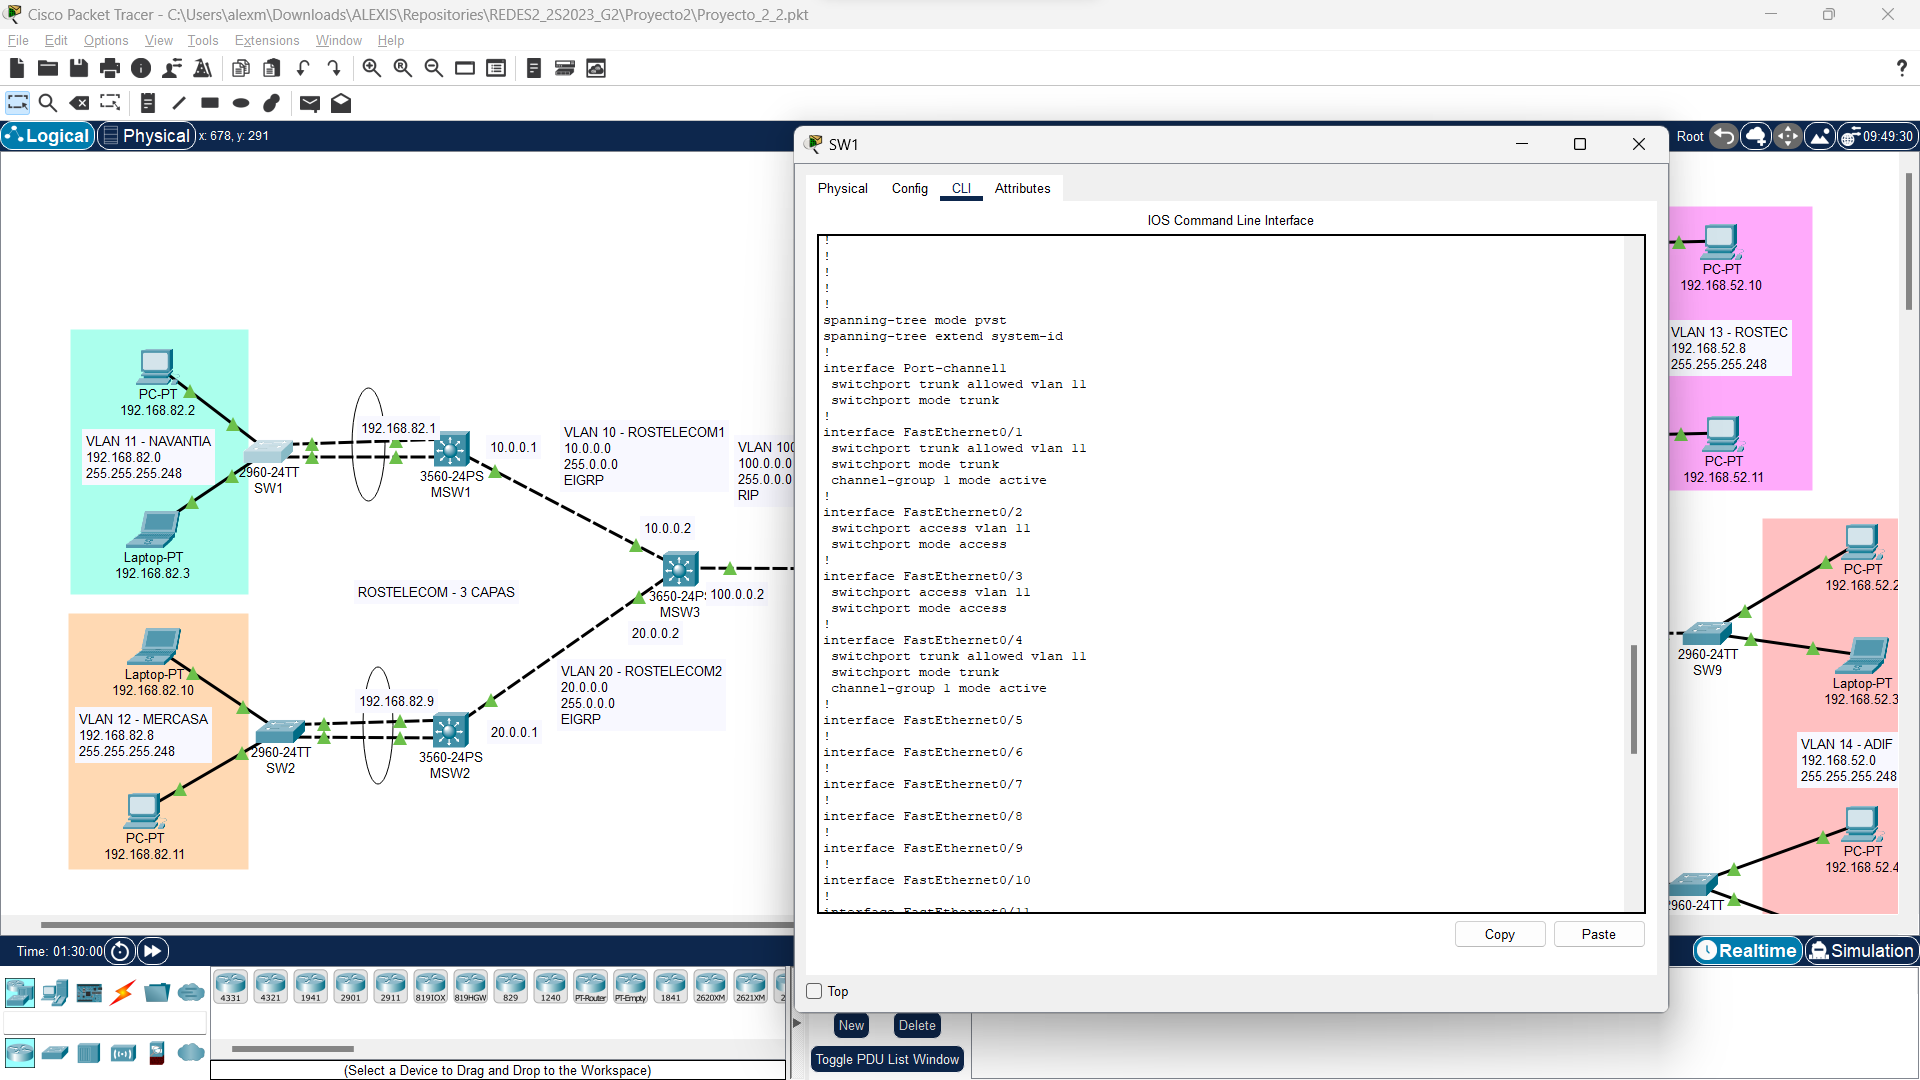 Cisco Packet Tracer - C:\Users\alexm\Downloads\ALEXIS\Repositories\REDES2_2S2023_G2\Proyecto2\Proyecto_2_2.pkt
File Edit Options View Tools Extensions Window Help
Logical Physical x: 678, y: 291
Root 09:49:30
PC-PT
192.168.82.2
VLAN 11 - NAVANTIA
192.168.82.0
255.255.255.248
2960-24TT
SW1
Laptop-PT
192.168.82.3
192.168.82.1
3560-24PS
MSW1
10.0.0.1
VLAN 10 - ROSTELECOM1
10.0.0.0
255.0.0.0
EIGRP
VLAN 100
100.0.0.0
255.0.0.0
RIP
10.0.0.2
3650-24P
MSW3
100.0.0.2
20.0.0.2
ROSTELECOM - 3 CAPAS
Laptop-PT
192.168.82.10
VLAN 12 - MERCASA
192.168.82.8
255.255.255.248
2960-24TT
SW2
PC-PT
192.168.82.11
192.168.82.9
3560-24PS
MSW2
20.0.0.1
VLAN 20 - ROSTELECOM2
20.0.0.0
255.0.0.0
EIGRP
SW1
Physical Config CLI Attributes
IOS Command Line Interface
!
!
!
!
!
spanning-tree mode pvst
spanning-tree extend system-id
!
interface Port-channel1
switchport trunk allowed vlan 11
switchport mode trunk
!
interface FastEthernet0/1
switchport trunk allowed vlan 11
switchport mode trunk
channel-group 1 mode active
!
interface FastEthernet0/2
switchport access vlan 11
switchport mode access
!
interface FastEthernet0/3
switchport access vlan 11
switchport mode access
!
interface FastEthernet0/4
switchport trunk allowed vlan 11
switchport mode trunk
channel-group 1 mode active
!
interface FastEthernet0/5
!
interface FastEthernet0/6
!
interface FastEthernet0/7
!
interface FastEthernet0/8
!
interface FastEthernet0/9
!
interface FastEthernet0/10
!
interface FastEthernet0/11
Copy Paste
Top
PC-PT
192.168.52.10
VLAN 13 - ROSTEC
192.168.52.8
255.255.255.248
PC-PT
192.168.52.11
PC-PT
192.168.52.2
2960-24TT
SW9
Laptop-PT
192.168.52.3
VLAN 14 - ADIF
192.168.52.0
255.255.255.248
PC-PT
192.168.52.4
2960-24TT
Time: 01:30:00
Realtime Simulation
4331 4321 1941 2901 2911 819IOX 819HGW 829 1240 PT-Router PT-Empty 1841 2620XM 2621XM 2
(Select a Device to Drag and Drop to the Workspace)
New Delete
Toggle PDU List Window